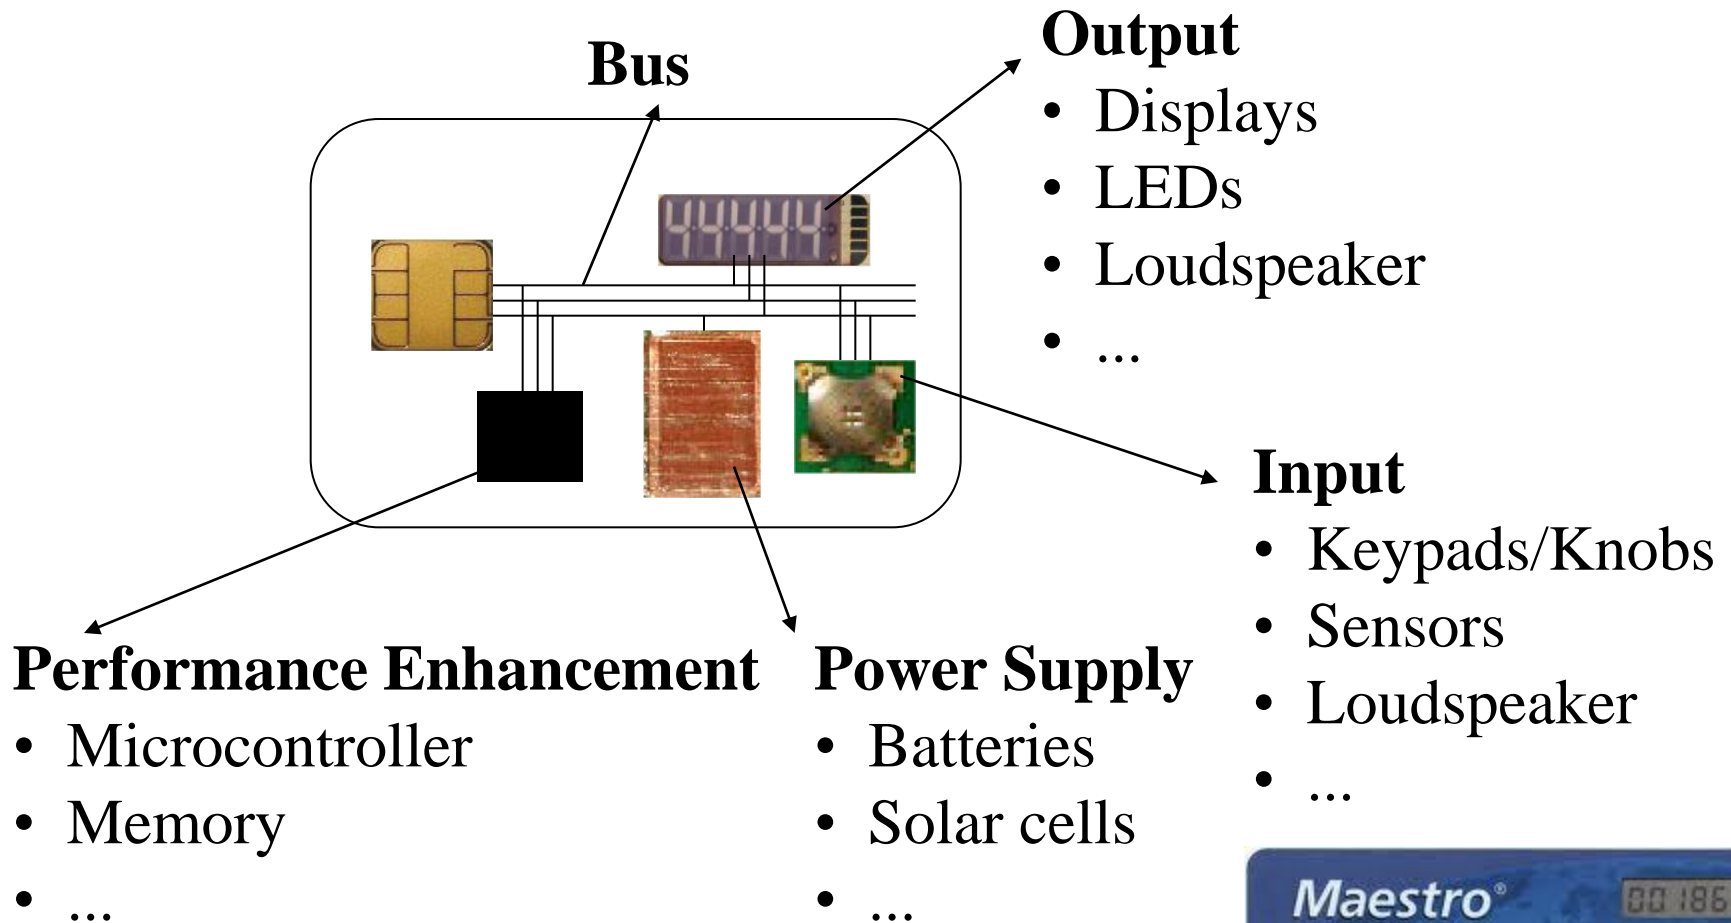 Bus
Output
• Displays
• LEDs
• Loudspeaker
• ...
Input
• Keypads/Knobs
• Sensors
• Loudspeaker
• ...
Performance Enhancement
• Microcontroller
• Memory
• ...
Power Supply
• Batteries
• Solar cells
• ...
Maestro®
00186